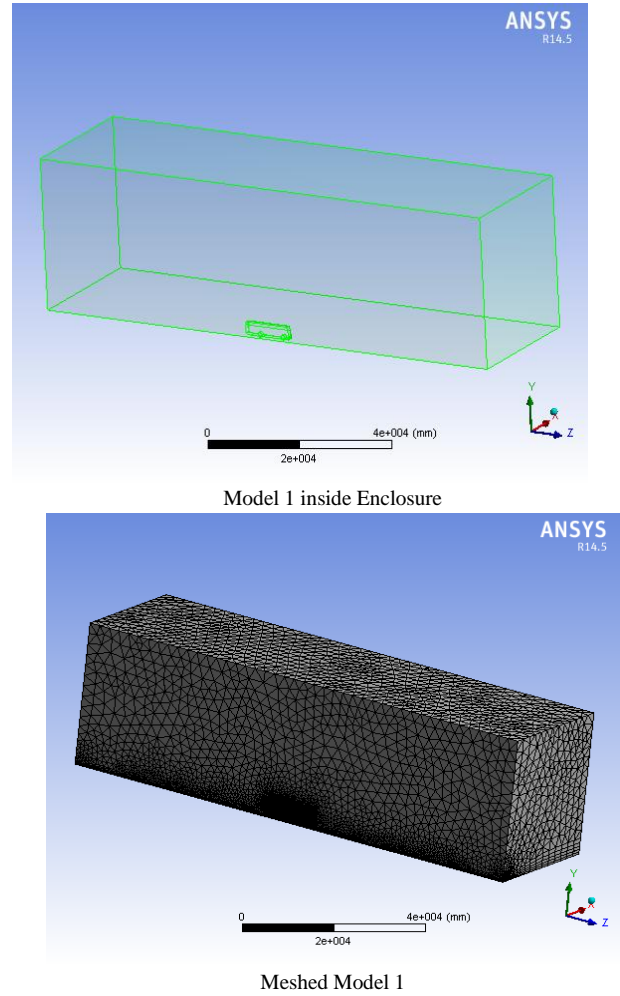 ANSYS
R14.5
Y
X
Z
0 4e+004 (mm)
2e+004
Model 1 inside Enclosure
ANSYS
R14.5
Y
X
Z
0 4e+004 (mm)
2e+004
Meshed Model 1